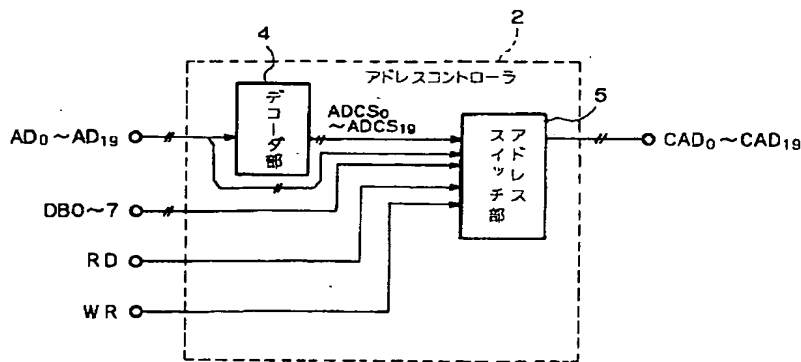 2
アドレスコントローラ
4
デコーダ部
5
アドレス
スイッチ部
AD₀〜AD₁₉
ADCS₀
〜ADCS₁₉
CAD₀〜CAD₁₉
DB0〜7
RD
WR